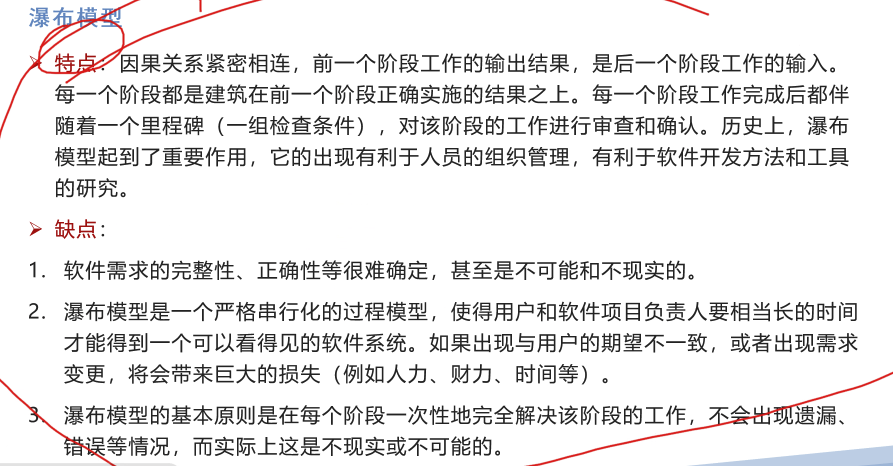 瀑布模型
特点：因果关系紧密相连，前一个阶段工作的输出结果，是后一个阶段工作的输入。
每一个阶段都是建筑在前一个阶段正确实施的结果之上。每一个阶段工作完成后都伴
随着一个里程碑（一组检查条件），对该阶段的工作进行审查和确认。历史上，瀑布
模型起到了重要作用，它的出现有利于人员的组织管理，有利于软件开发方法和工具
的研究。
缺点：
1. 软件需求的完整性、正确性等很难确定，甚至是不可能和不现实的。
2. 瀑布模型是一个严格串行化的过程模型，使得用户和软件项目负责人要相当长的时间
才能得到一个可以看得见的软件系统。如果出现与用户的期望不一致，或者出现需求
变更，将会带来巨大的损失（例如人力、财力、时间等）。
3. 瀑布模型的基本原则是在每个阶段一次性地完全解决该阶段的工作，不会出现遗漏、
错误等情况，而实际上这是不现实或不可能的。